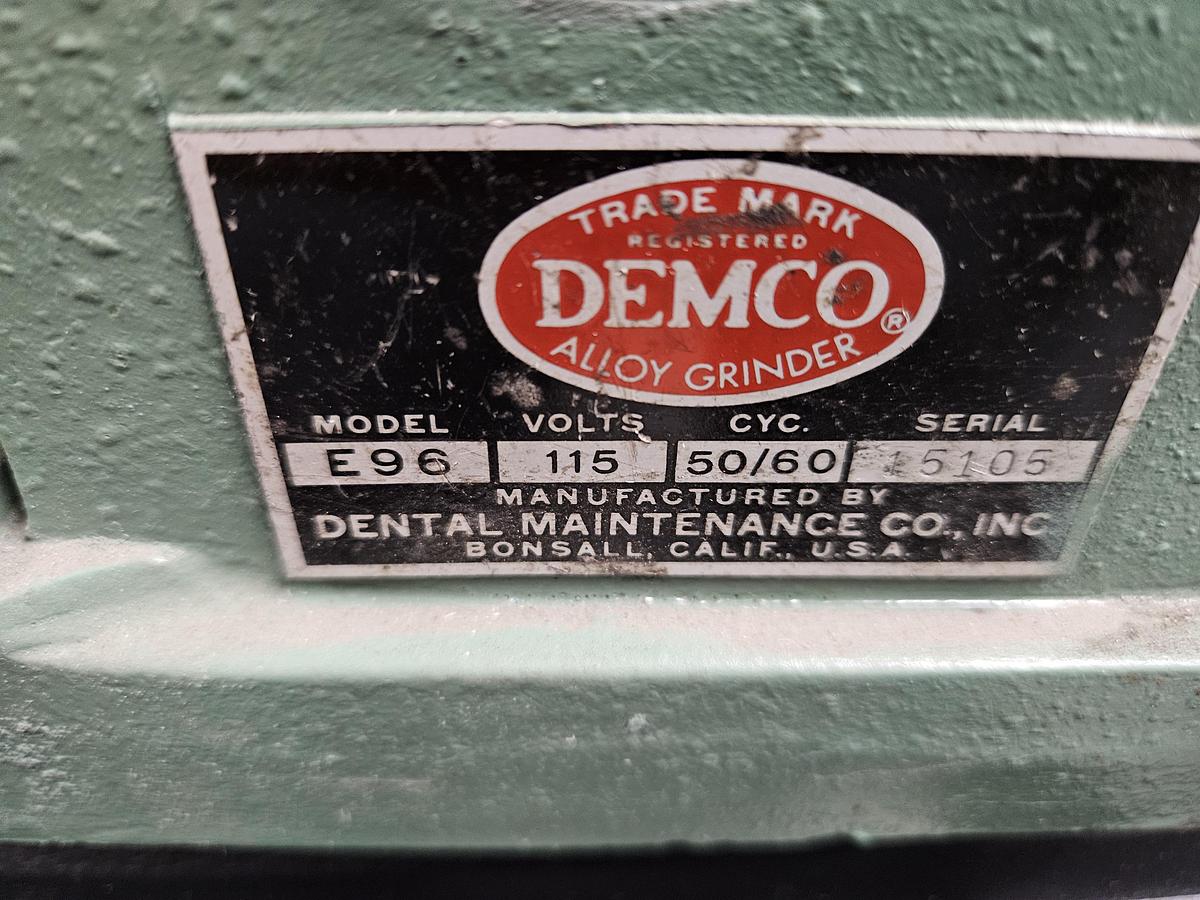 TRADE MARK
REGISTERED
DEMCO®
ALLOY GRINDER
MODEL VOLTS CYC. SERIAL
E96 115 50/60 15105
MANUFACTURED BY
DENTAL MAINTENANCE CO., INC
BONSALL, CALIF., U.S.A.